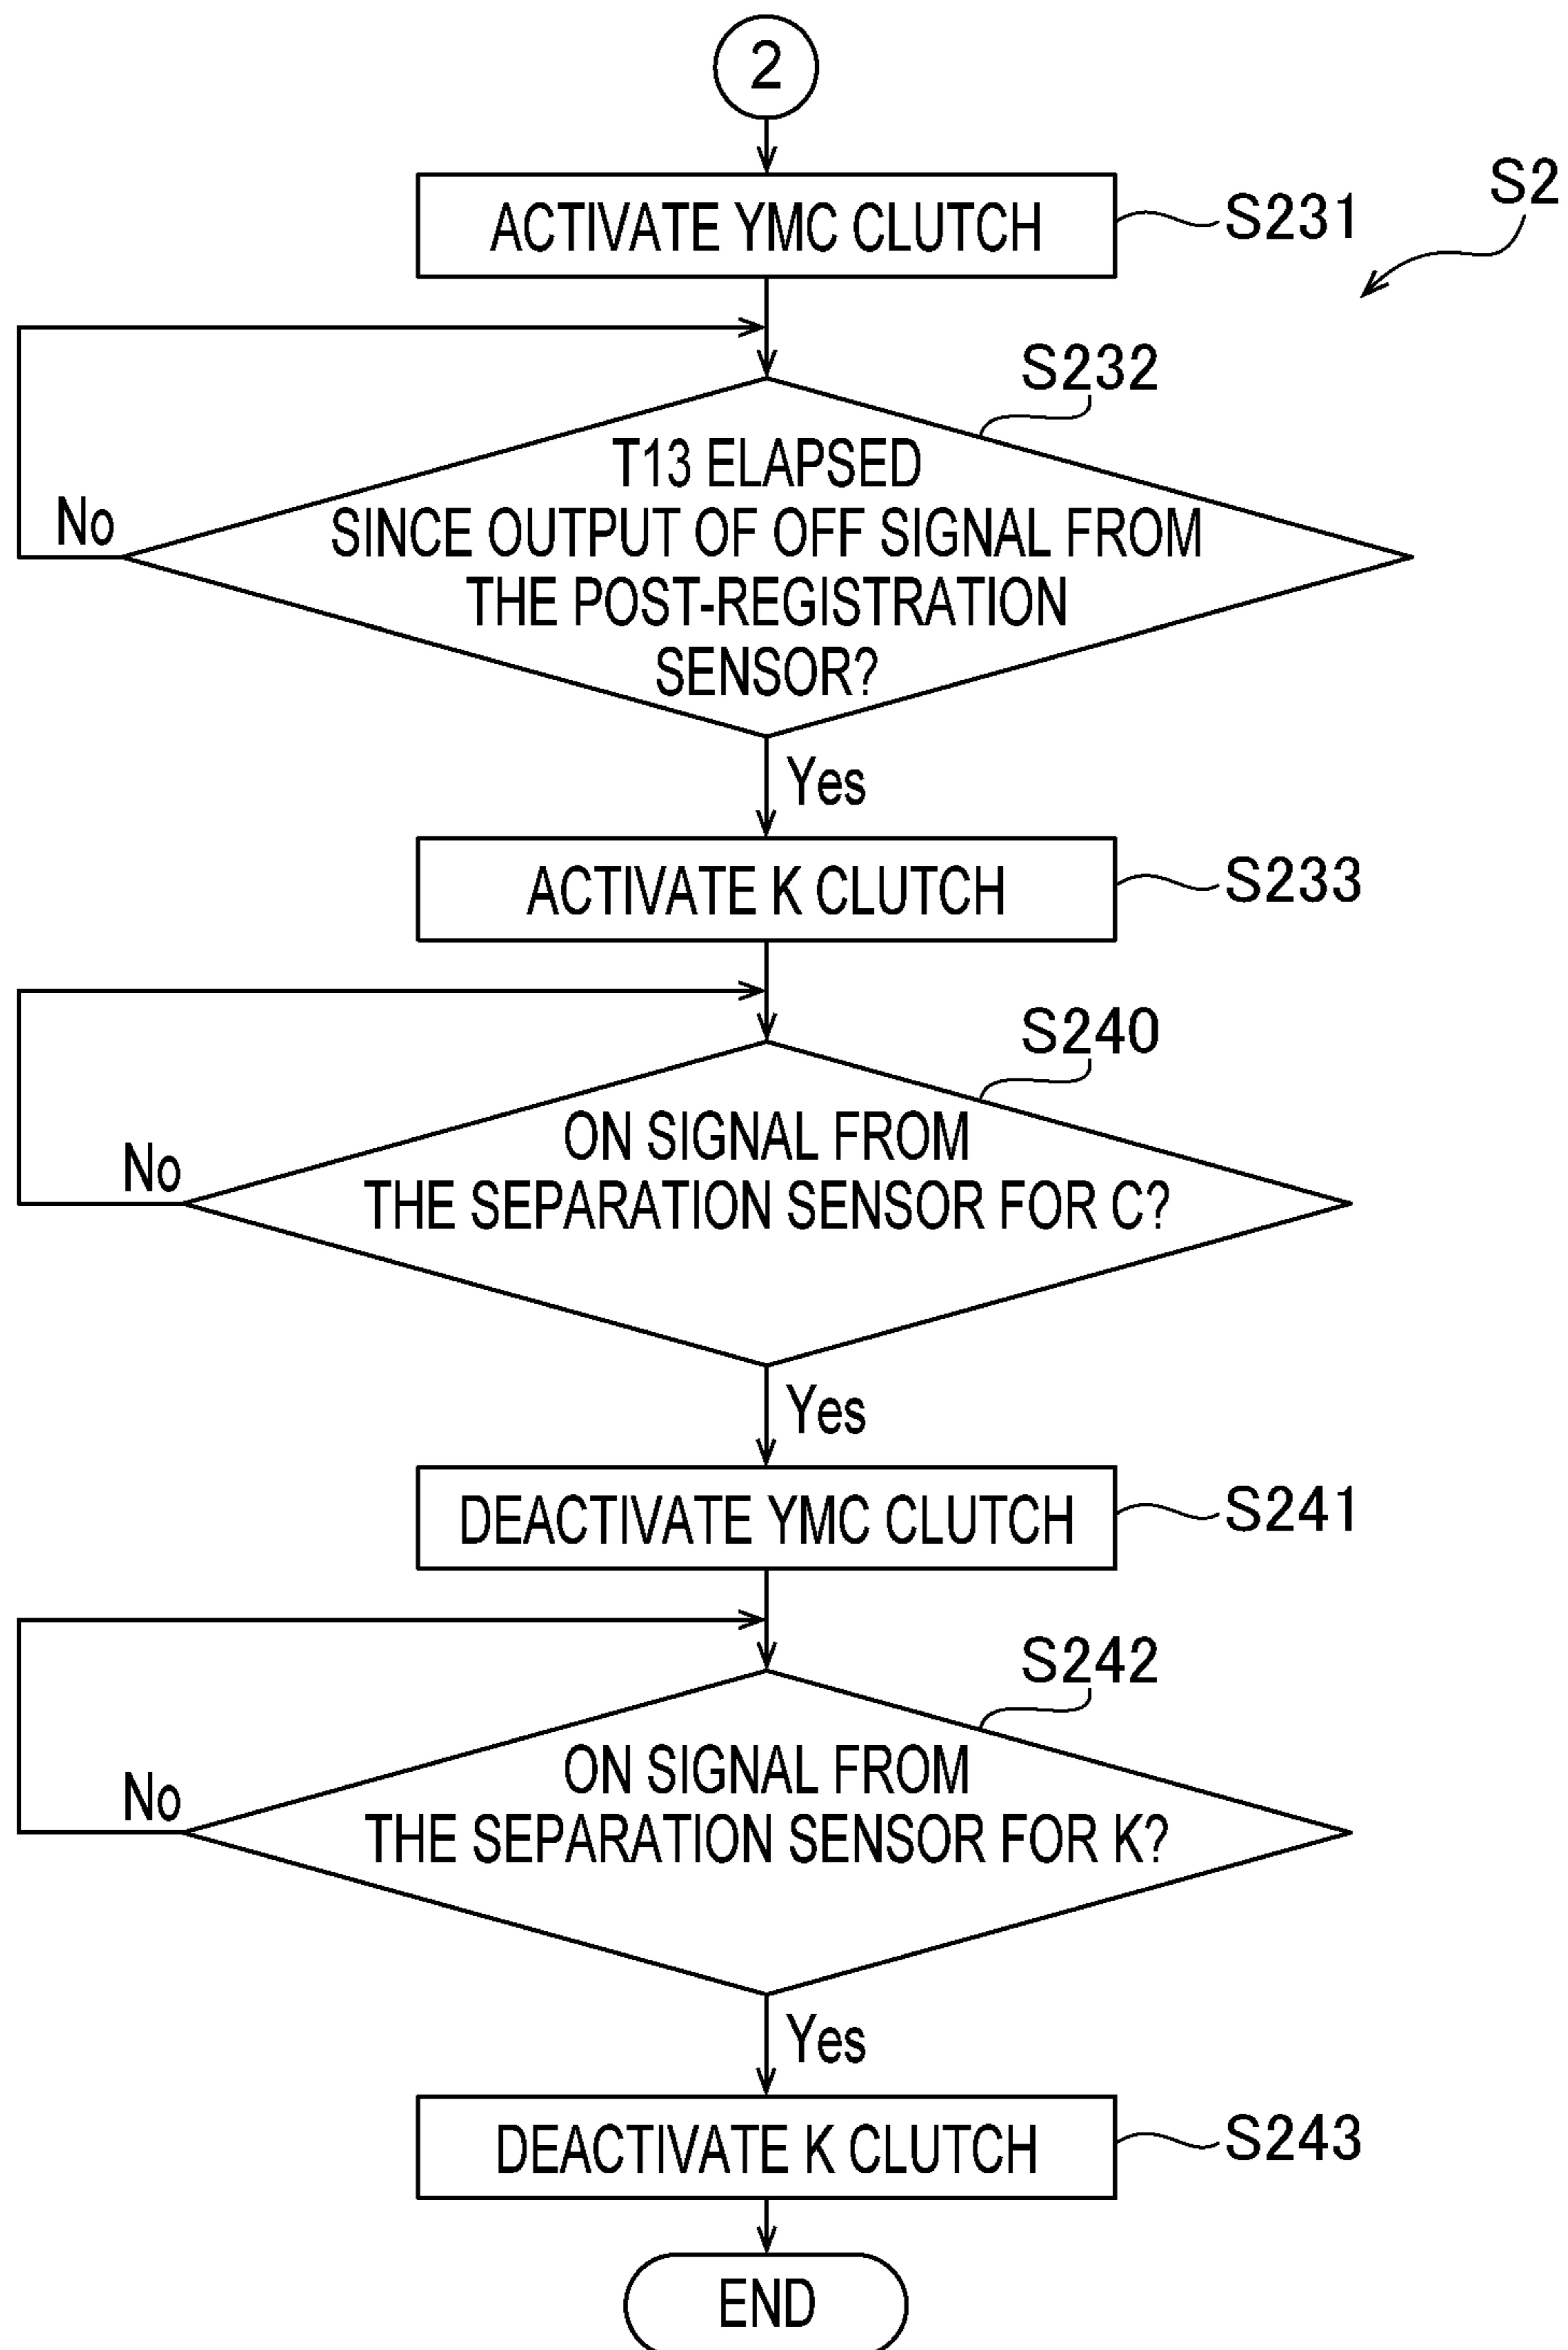 2
ACTIVATE YMC CLUTCH
S231
S2
S232
T13 ELAPSED
SINCE OUTPUT OF OFF SIGNAL FROM
THE POST-REGISTRATION
SENSOR?
No
Yes
ACTIVATE K CLUTCH
S233
S240
ON SIGNAL FROM
THE SEPARATION SENSOR FOR C?
No
Yes
DEACTIVATE YMC CLUTCH
S241
S242
ON SIGNAL FROM
THE SEPARATION SENSOR FOR K?
No
Yes
DEACTIVATE K CLUTCH
S243
END